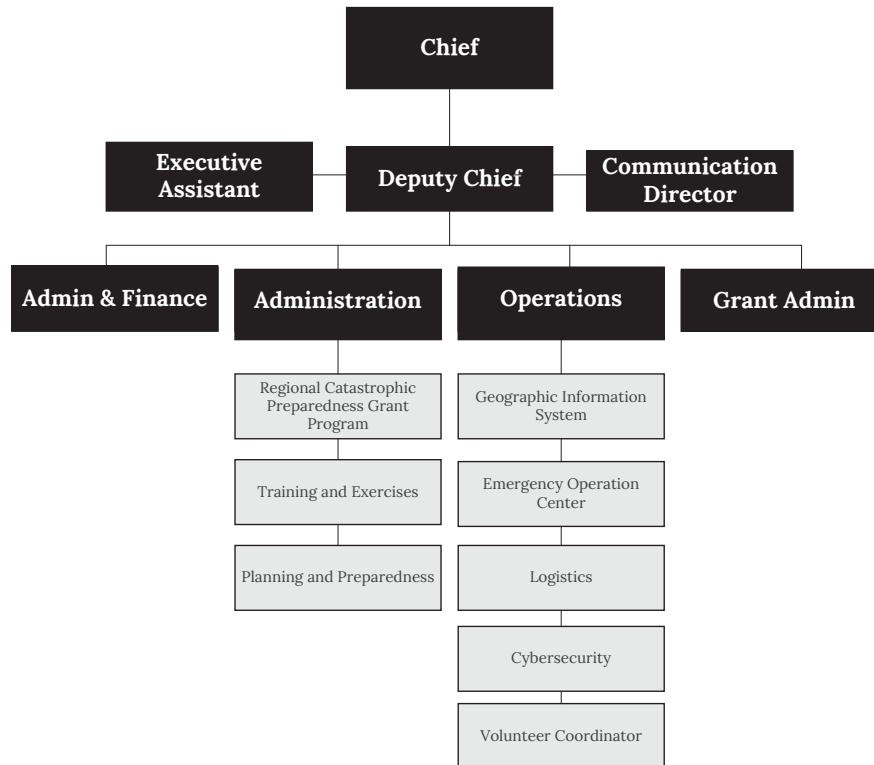 Chief
Executive
Assistant
Deputy Chief
Communication
Director
Admin & Finance
Administration
Operations
Grant Admin
Regional Catastrophic
Preparedness Grant
Program
Training and Exercises
Planning and Preparedness
Geographic Information
System
Emergency Operation
Center
Logistics
Cybersecurity
Volunteer Coordinator